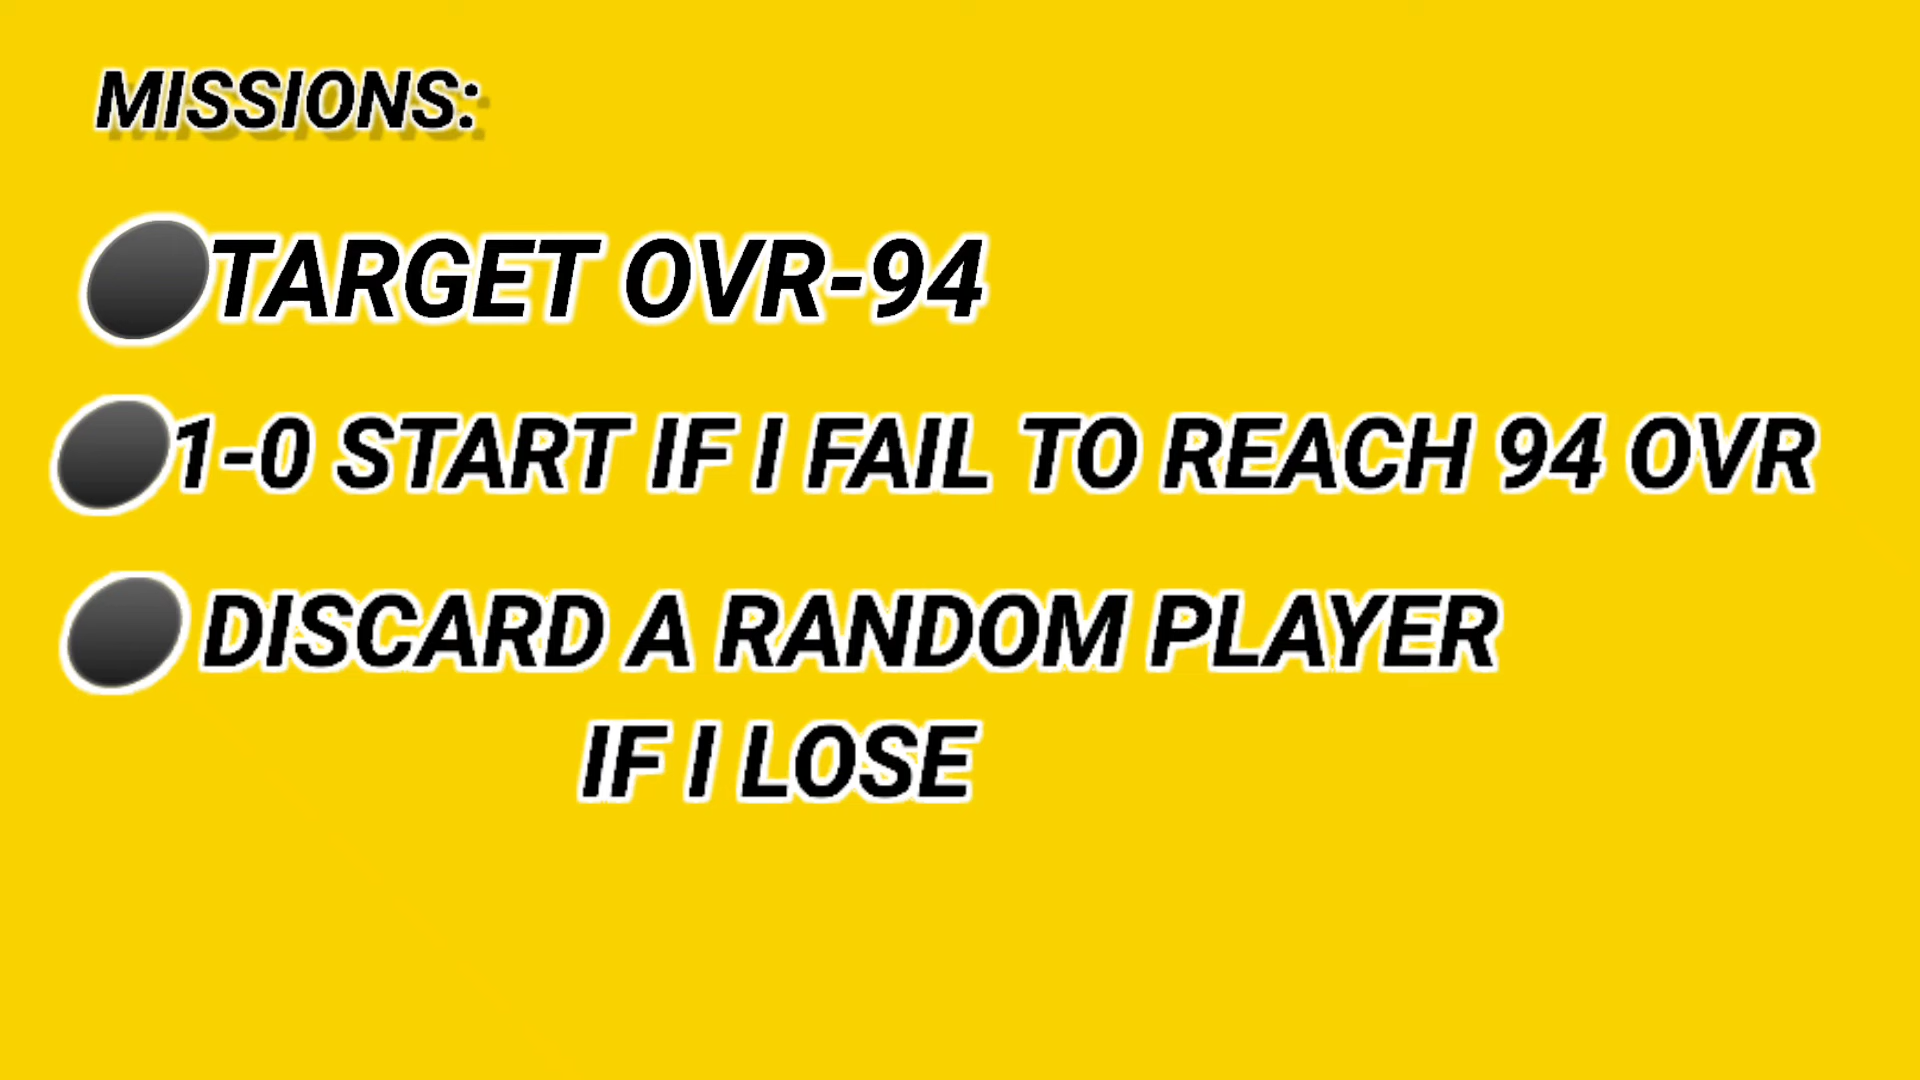 MISSIONS:
TARGET OVR-94
1-0 START IF I FAIL TO REACH 94 OVR
DISCARD A RANDOM PLAYER
IF I LOSE